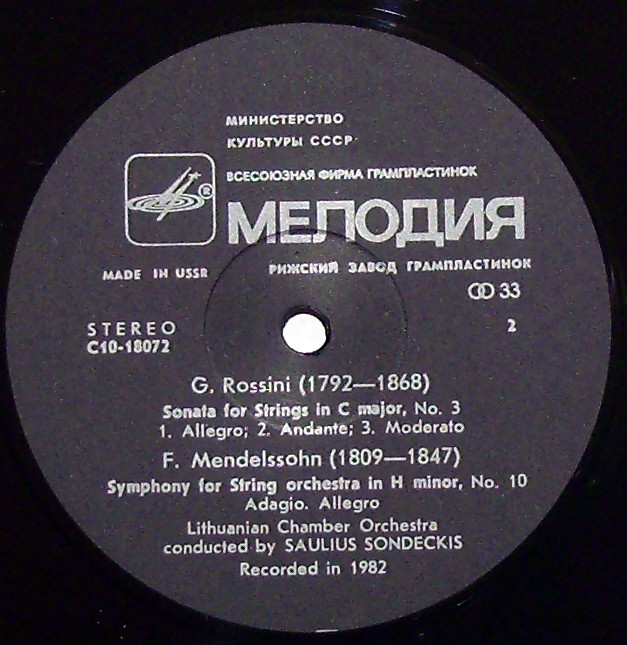 МИНИСТЕРСТВО
КУЛЬТУРЫ СССР
ВСЕСОЮЗНАЯ ФИРМА ГРАМПЛАСТИНОК
®
МЕЛОДИЯ
MADE IN USSR
РИЖСКИЙ ЗАВОД ГРАМПЛАСТИНОК
33
STEREO
2
С10-18072
G. Rossini (1792—1868)
Sonata for Strings in C major, No. 3
1. Allegro; 2. Andante; 3. Moderato
F. Mendelssohn (1809—1847)
Symphony for String orchestra in H minor, No. 10
Adagio. Allegro
Lithuanian Chamber Orchestra
conducted by SAULIUS SONDECKIS
Recorded in 1982